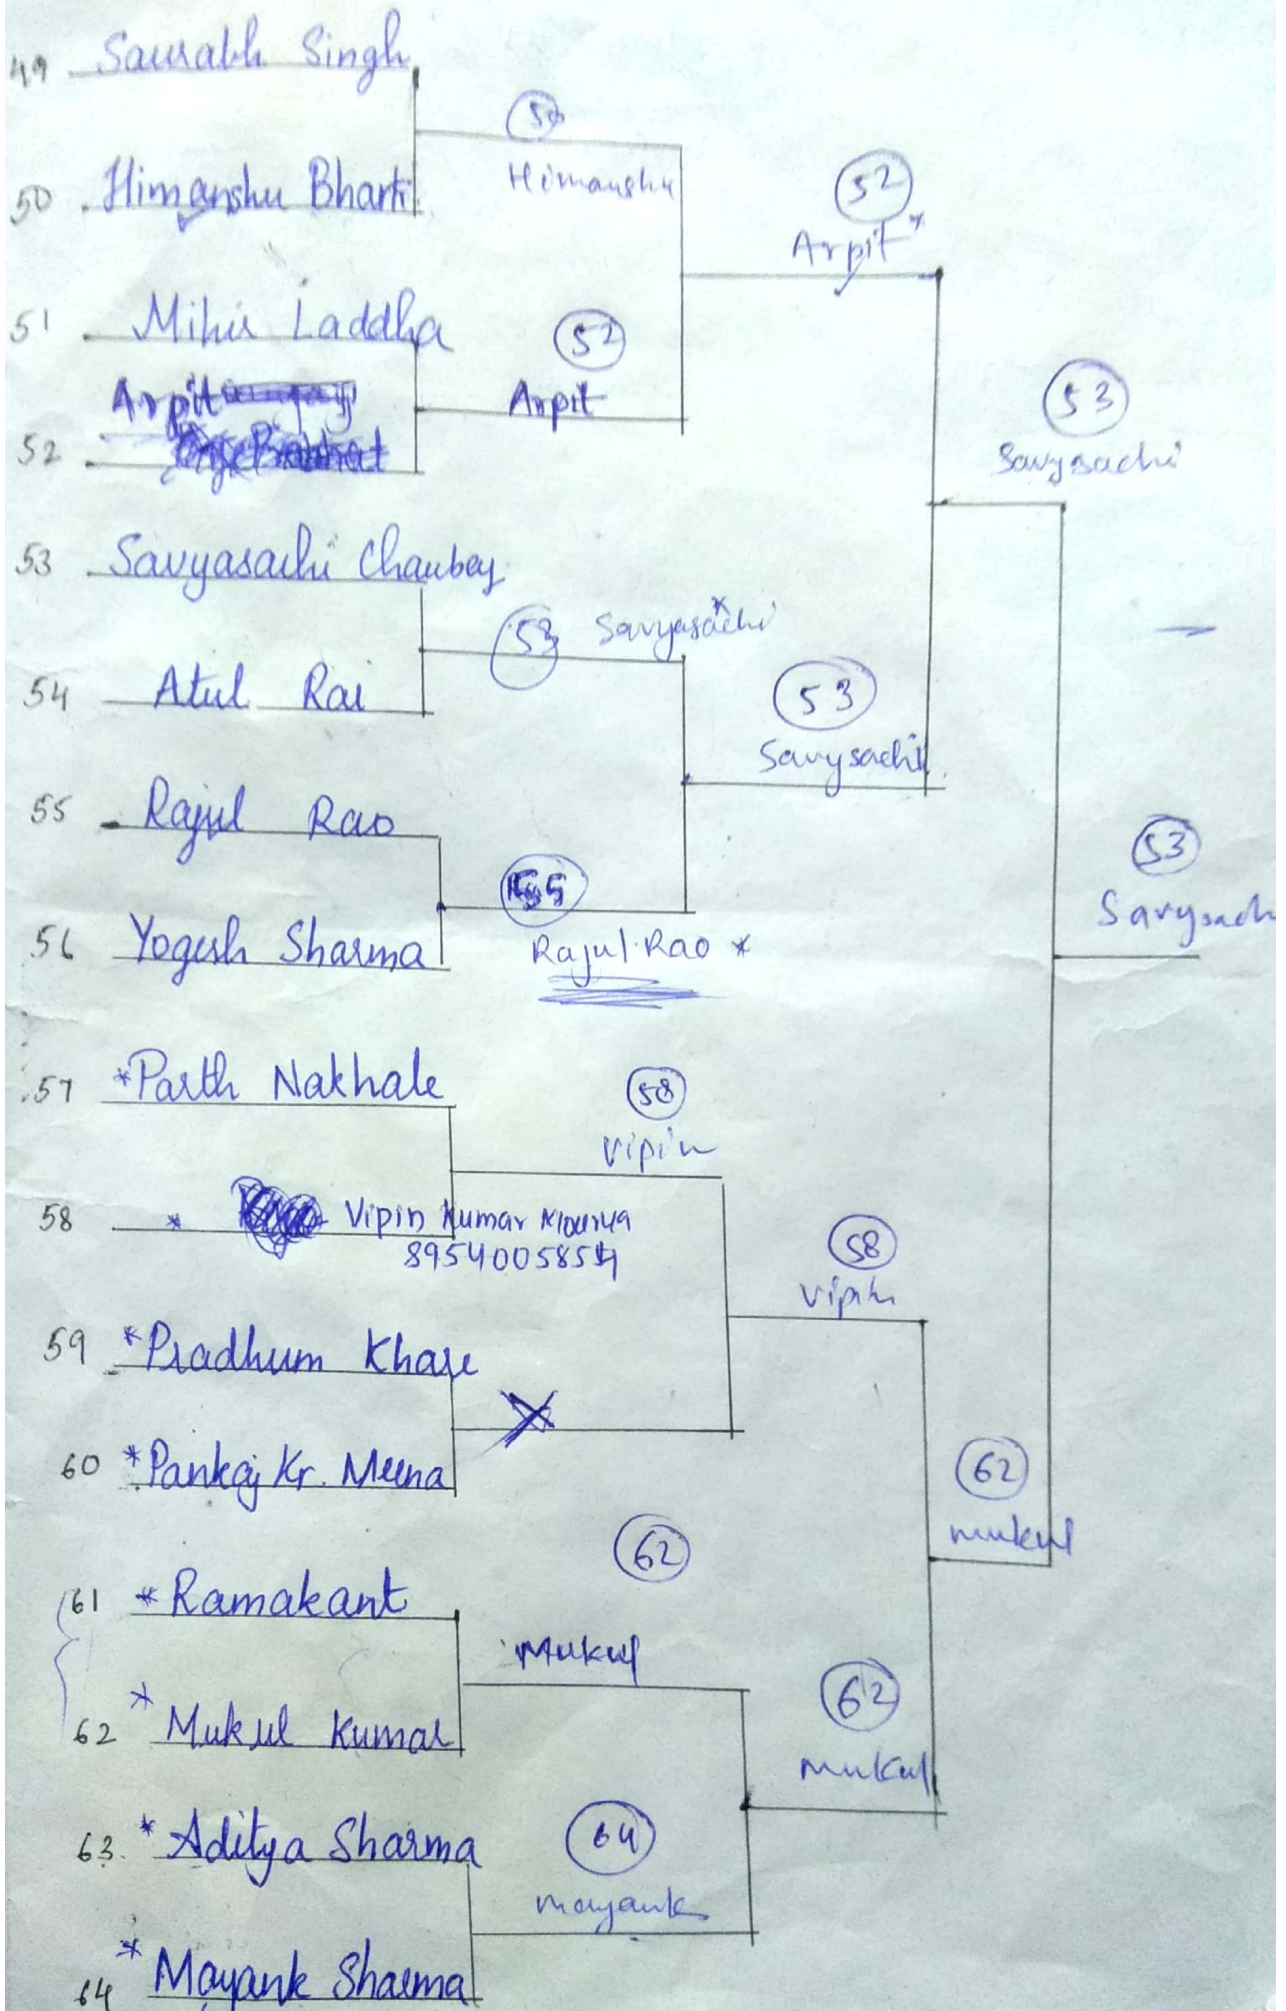 49 Saurabh Singh
50
Himanshu
50 Himanshu Bharti
52
Arpit*
51 Mihir Laddha
52
Arpit
Arpit
52
53
Savysachi
53 Savyasachi Chaubey
53 Savyasachi
54 Atul Rai
53
Savysachi
55 Rajul Rao
55
Rajul Rao *
53
Savysach
56 Yogesh Sharma
57 *Parth Nakhale
58
Vipin
58 * Vipin Kumar Mourya
58
Vipin
59 *Pradhum Khare
60 *Pankaj Kr. Meena
62
mukul
61 *Ramakant
62
Mukul
62 * Mukul Kumar
62
Mukul
63. * Aditya Sharma
64
mayank
64 * Mayank Sharma